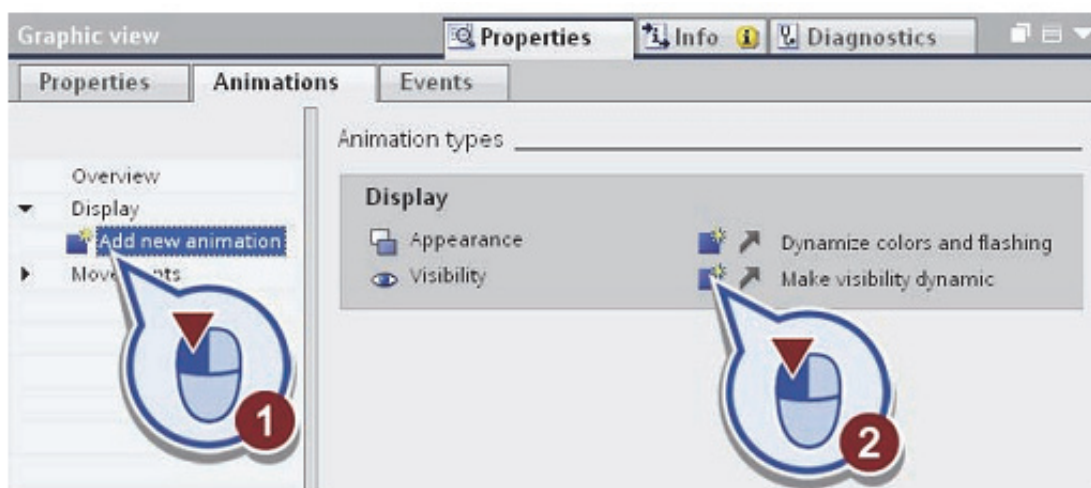 Graphic view Properties Info Diagnostics
Properties Animations Events
Animation types
Overview
Display
Add new animation
Display
Appearance Dynamize colors and flashing
Visibility Make visibility dynamic
1
2